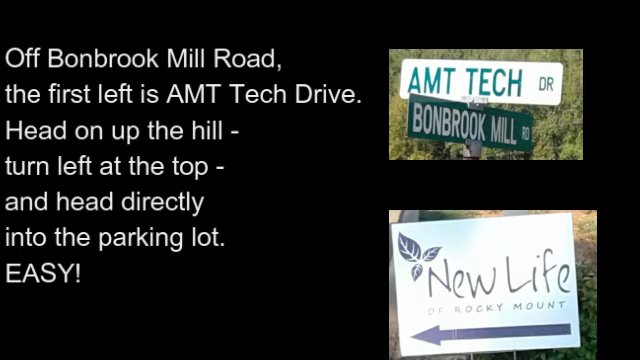 Off Bonbrook Mill Road,
the first left is AMT Tech Drive.
Head on up the hill -
turn left at the top -
and head directly
into the parking lot.
EASY!
AMT TECH DR
BONBROOK MILL RD
New Life
OF ROCKY MOUNT